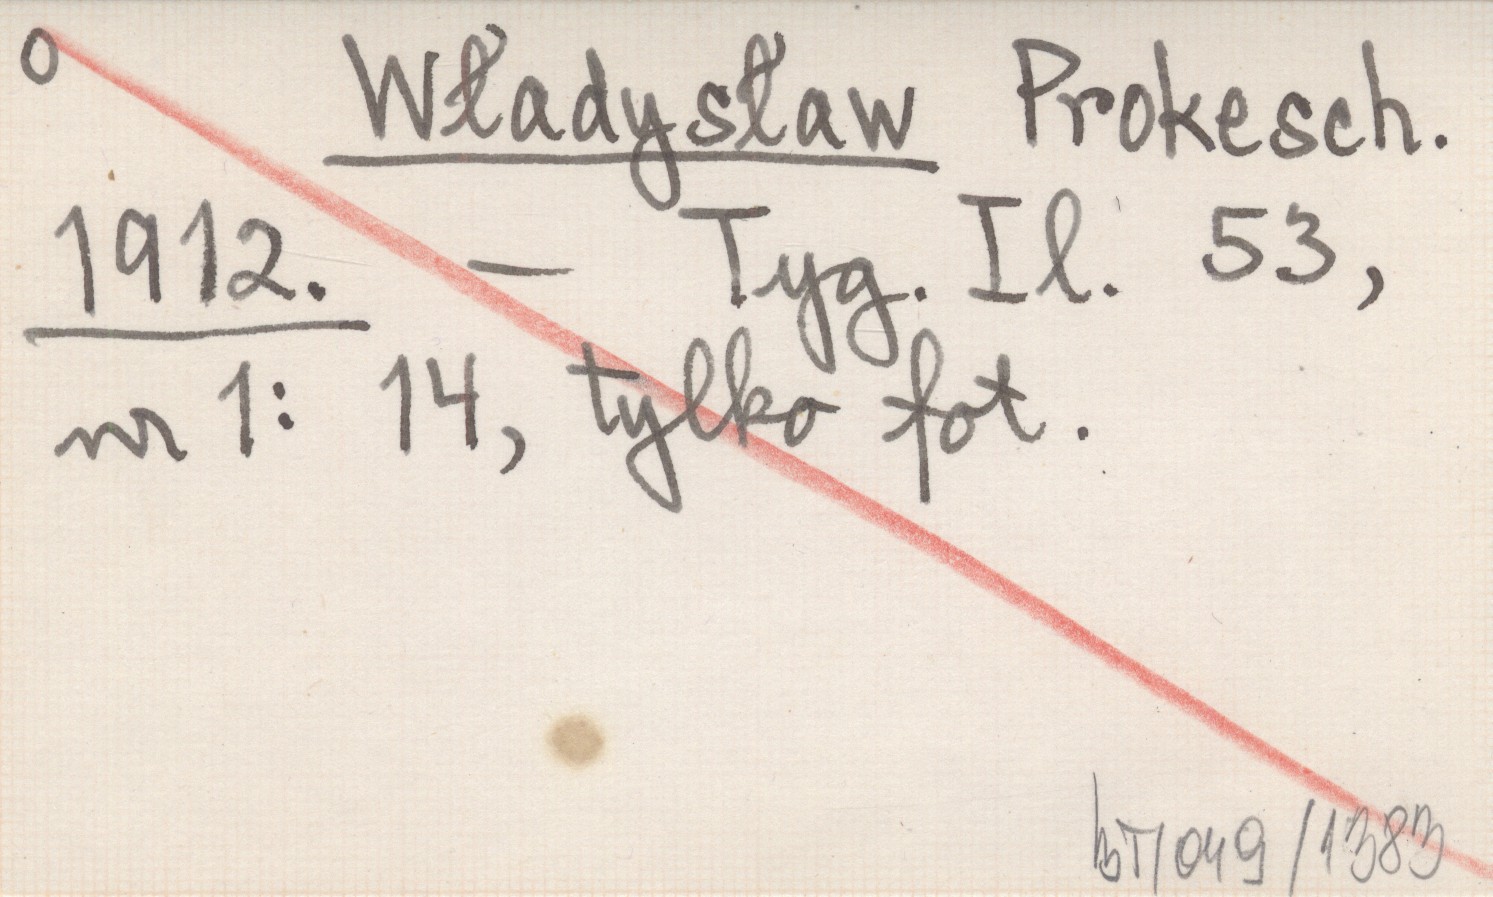 O
Władysław Prokesch.
1912. — Tyg. Il. 53,
nr 1: 14, tylko fot.
bT/049/1383